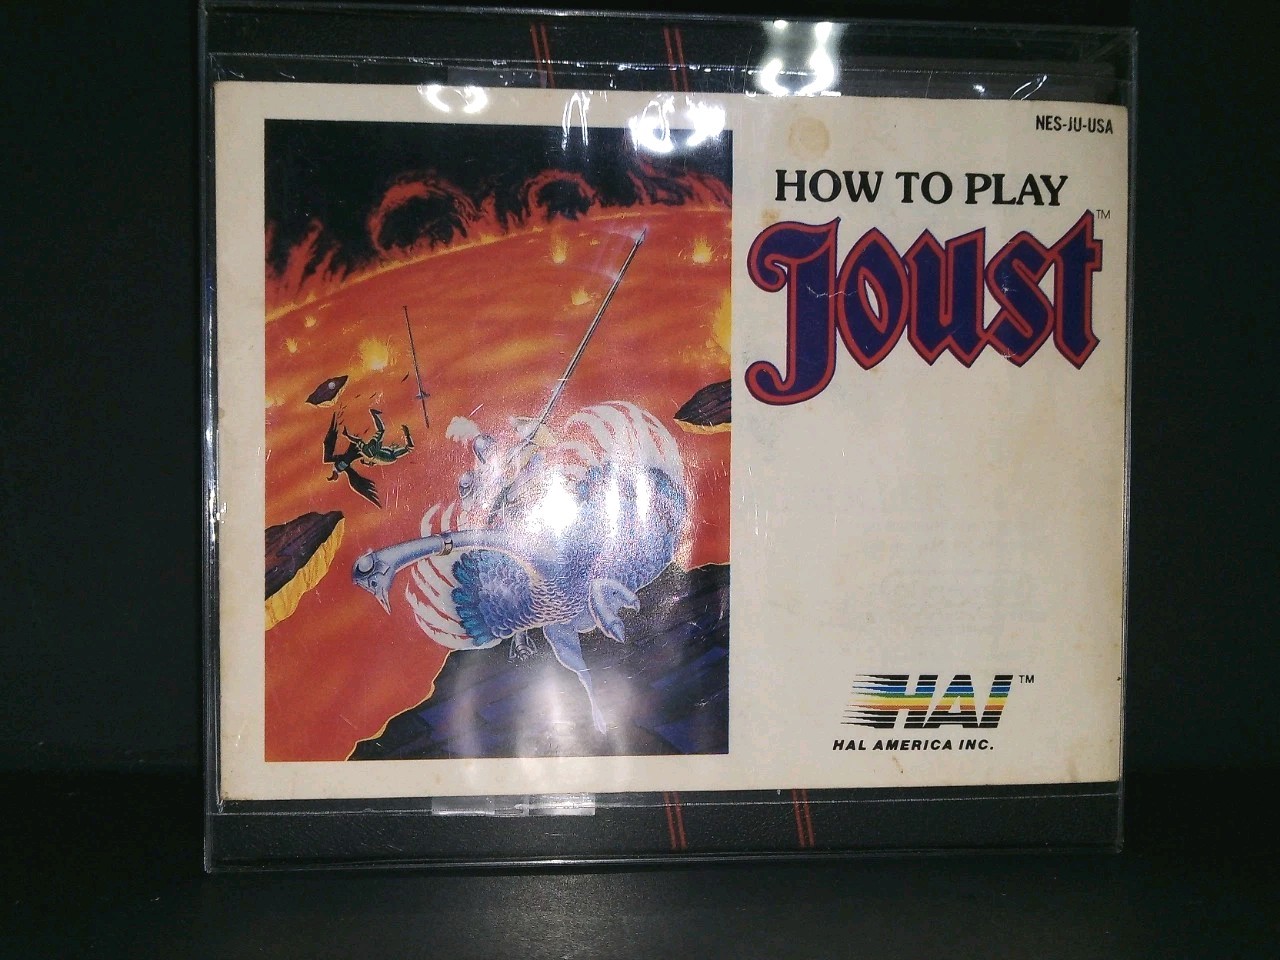 NES-JU-USA
HOW TO PLAY
Joust™
HAL™
HAL AMERICA INC.